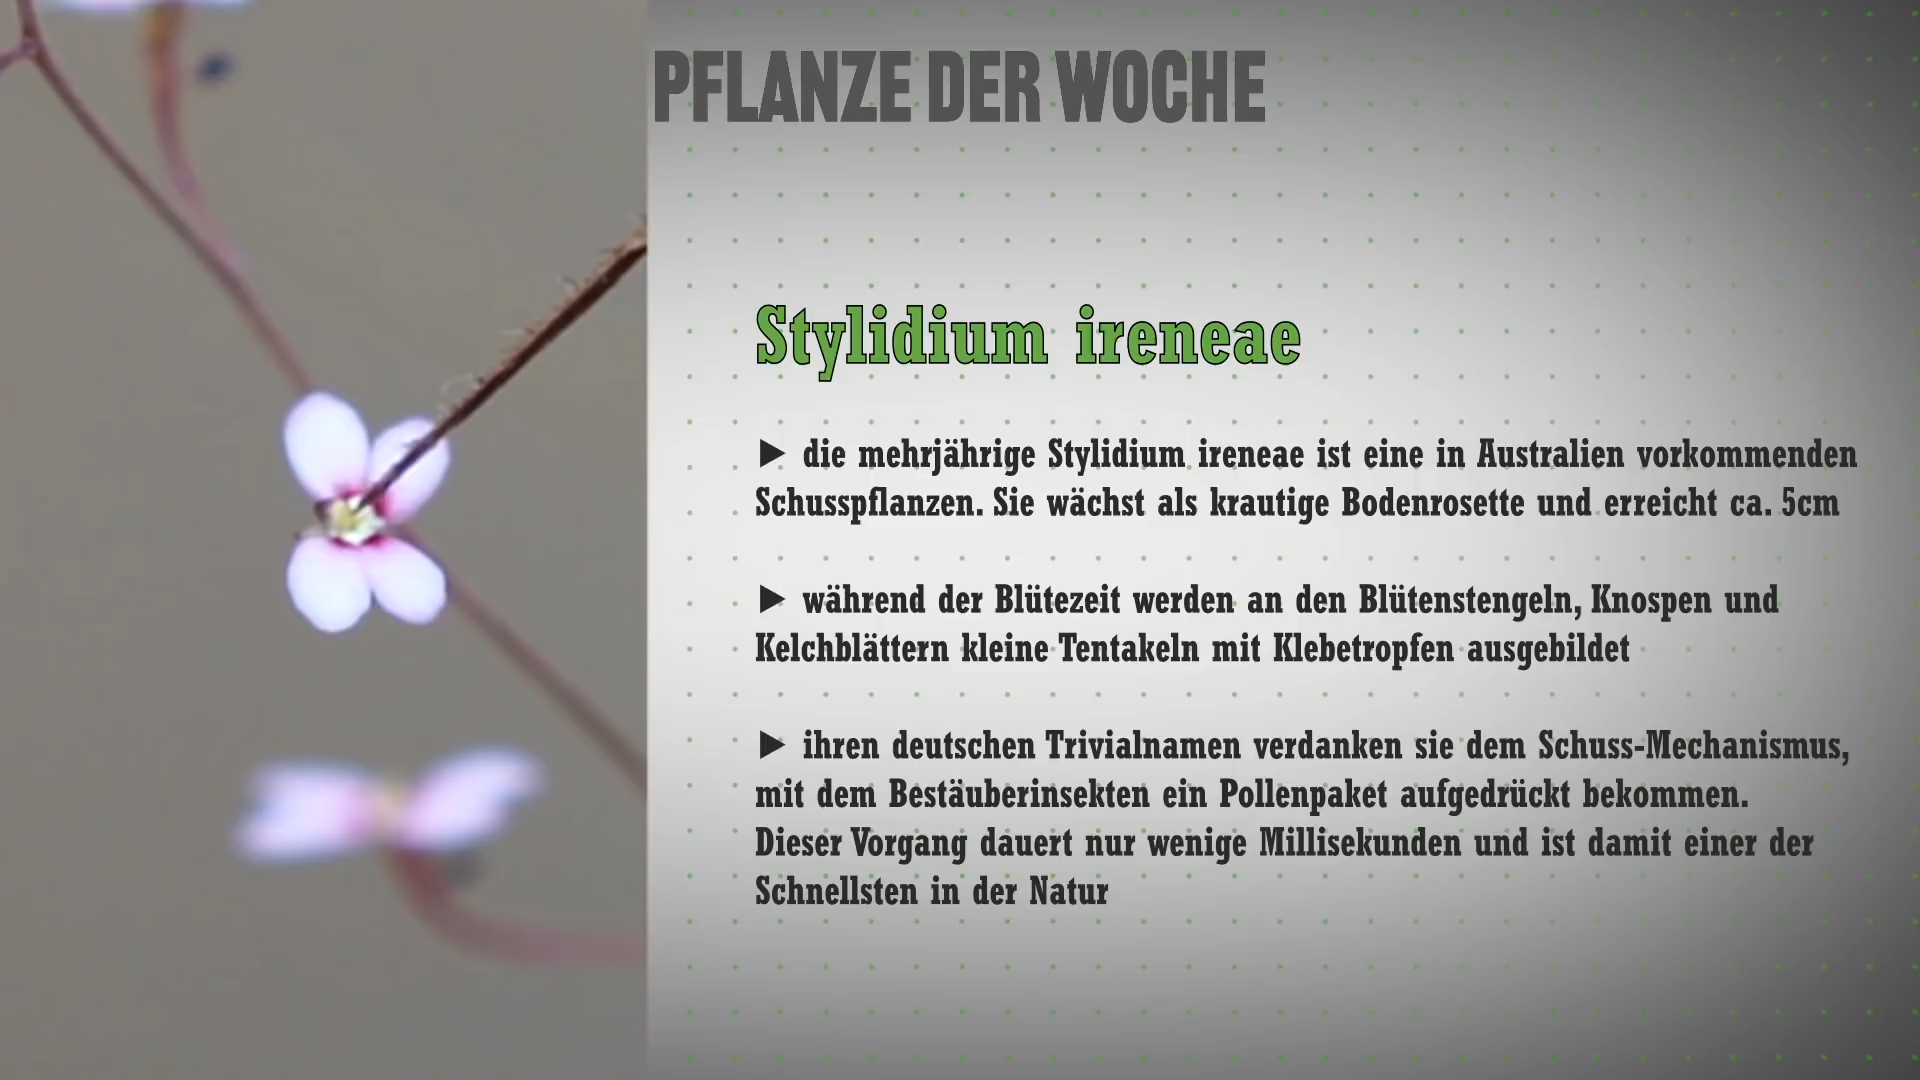 PFLANZE DER WOCHE
Stylidium ireneae
► die mehrjährige Stylidium ireneae ist eine in Australien vorkommenden
Schusspflanzen. Sie wächst als krautige Bodenrosette und erreicht ca. 5cm
► während der Blütezeit werden an den Blütenstengeln, Knospen und
Kelchblättern kleine Tentakeln mit Klebetropfen ausgebildet
► ihren deutschen Trivialnamen verdanken sie dem Schuss-Mechanismus,
mit dem Bestäuberinsekten ein Pollenpaket aufgedrückt bekommen.
Dieser Vorgang dauert nur wenige Millisekunden und ist damit einer der
Schnellsten in der Natur